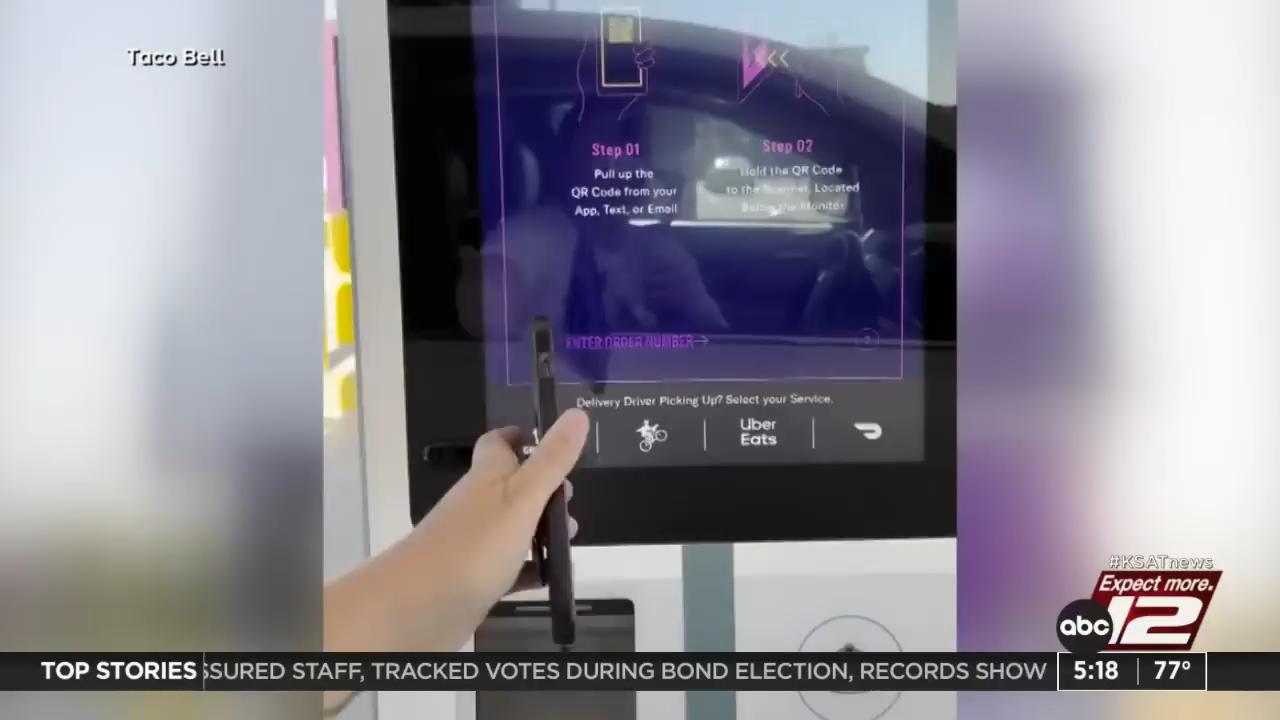 Taco Bell
Step 01
Pull up the
QR Code from your
App, Text, or Email
Step 02
Hold the QR Code
to the Scanner, Located
Below the Monitor
ENTER ORDER NUMBER→
Delivery Driver Picking Up? Select your Service.
Uber
Eats
#KSATnews
Expect more.
abc
12
TOP STORIES
SSURED STAFF, TRACKED VOTES DURING BOND ELECTION, RECORDS SHOW
5:18
77°